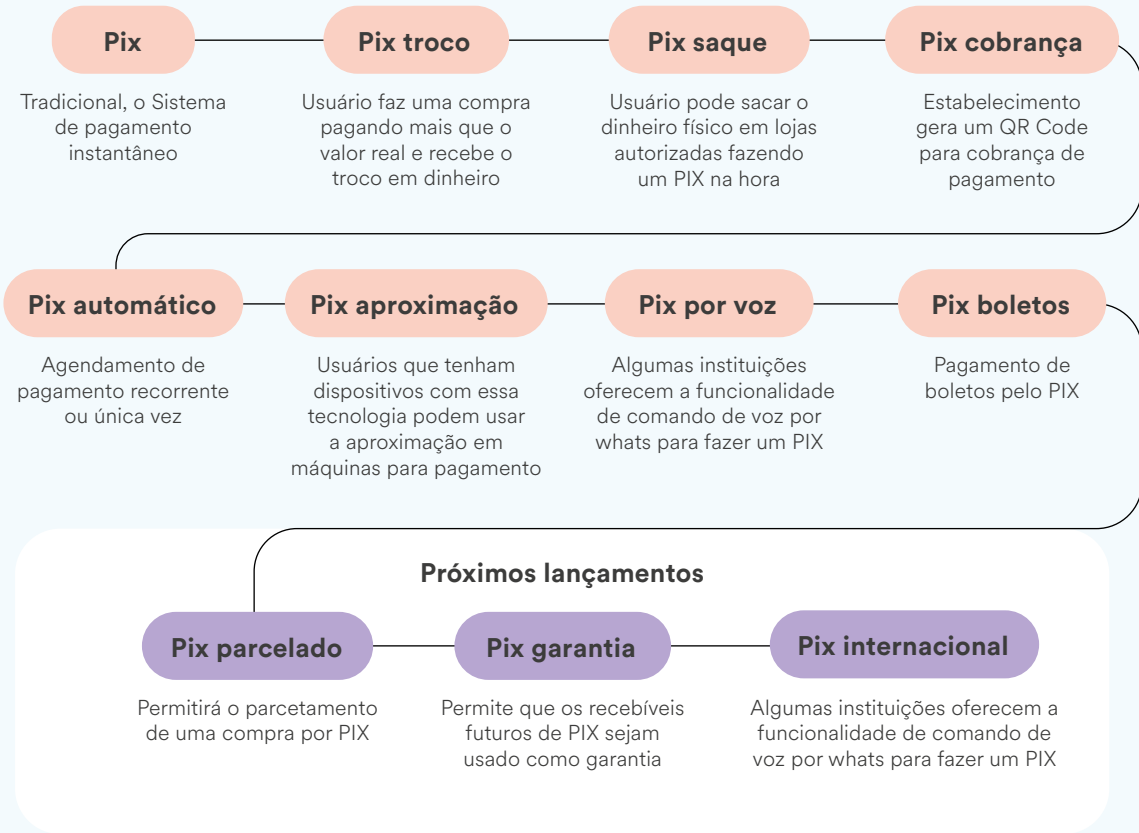 Pix
Tradicional, o Sistema
de pagamento
instantâneo
Pix troco
Usuário faz uma compra
pagando mais que o
valor real e recebe o
troco em dinheiro
Pix saque
Usuário pode sacar o
dinheiro físico em lojas
autorizadas fazendo
um PIX na hora
Pix cobrança
Estabelecimento
gera um QR Code
para cobrança de
pagamento
Pix automático
Agendamento de
pagamento recorrente
ou única vez
Pix aproximação
Usuários que tenham
dispositivos com essa
tecnologia podem usar
a aproximação em
máquinas para pagamento
Pix por voz
Algumas instituições
oferecem a funcionalidade
de comando de voz por
whats para fazer um PIX
Pix boletos
Pagamento de
boletos pelo PIX
Próximos lançamentos
Pix parcelado
Permitirá o parcetamento
de uma compra por PIX
Pix garantia
Permite que os recebíveis
futuros de PIX sejam
usado como garantia
Pix internacional
Algumas instituições oferecem a
funcionalidade de comando de
voz por whats para fazer um PIX